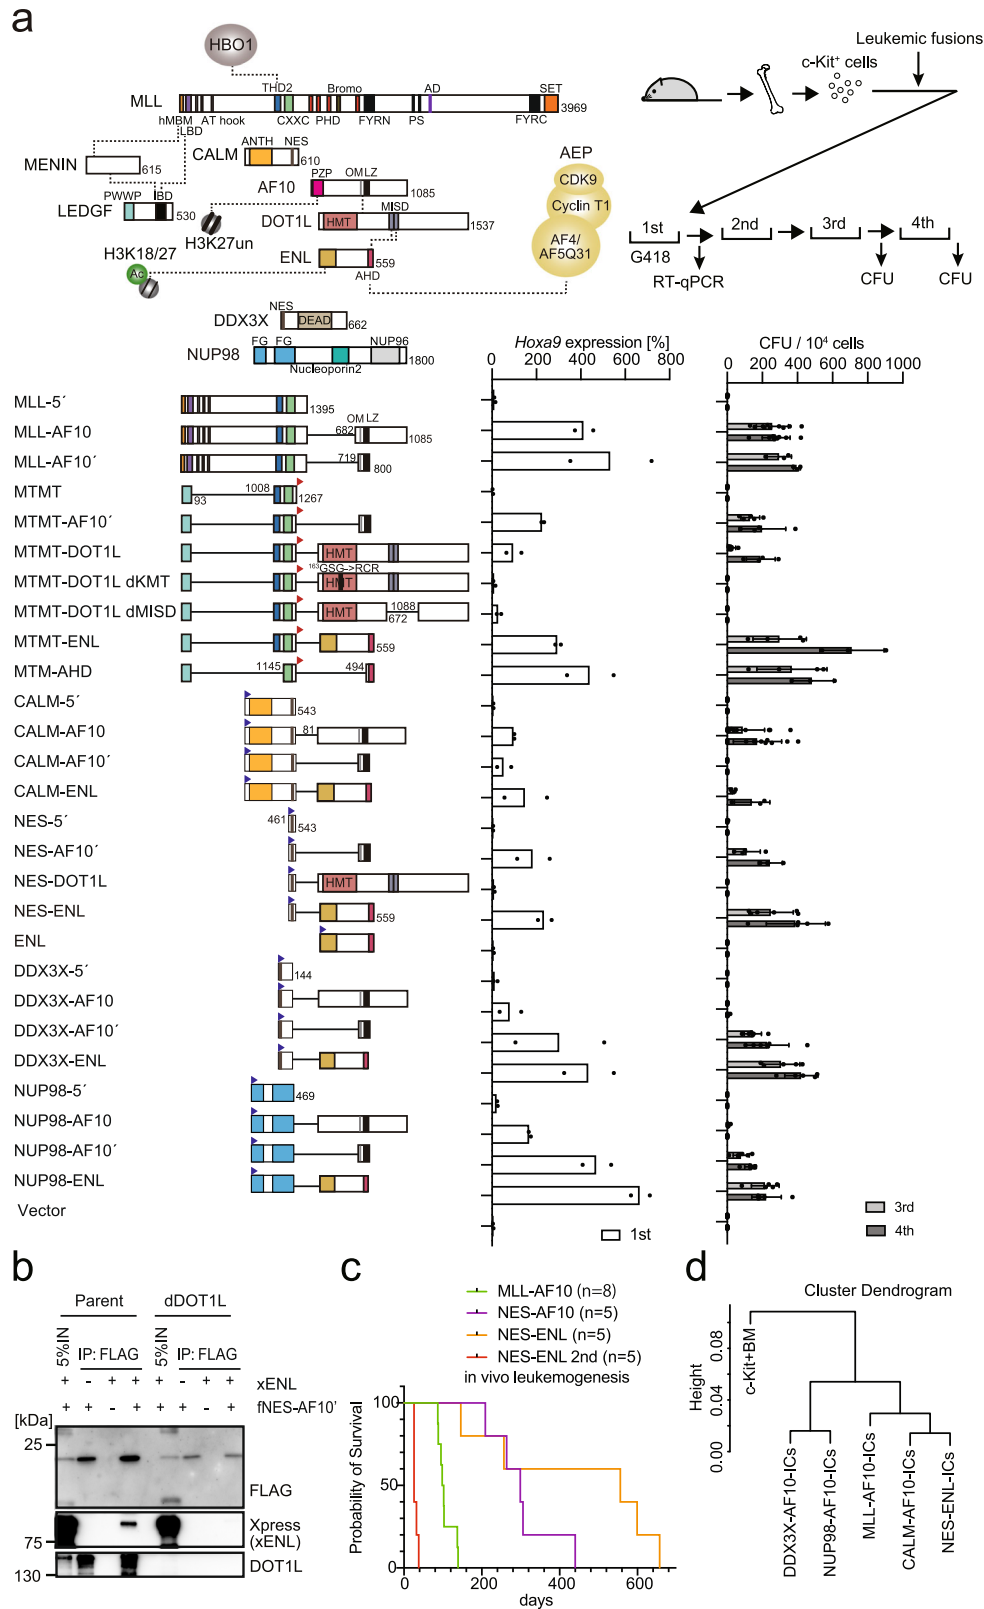 a
HBO1
Leukemic fusions
c-Kit⁺ cells
THD2
Bromo
AD
SET
MLL
3969
hMBM
LBD
AT hook
CXXC
PHD
FYRN
PS
FYRC
MENIN
615
CALM
ANTH
NES
610
AEP
CDK9
Cyclin T1
AF4/
AF5Q31
PZP
OM
LZ
AF10
1085
PWWP
IBD
LEDGF
530
H3K27un
DOT1L
HMT
MISD
1537
H3K18/27
Ac
ENL
559
AHD
1st
2nd
3rd
4th
G418
RT-qPCR
CFU
CFU
NES
DDX3X
DEAD
662
NUP98
FG
FG
NUP96
Nucleoporin2
1800
Hoxa9 expression [%]
0 200 400 600 800
CFU / 10⁴ cells
0 200 400 600 800 1000
MLL-5´
1395
MLL-AF10
OM LZ
682
1085
MLL-AF10´
719
800
MTMT
93
1008
1267
MTMT-AF10´
MTMT-DOT1L
HMT
¹⁶³GSG->RCR
MTMT-DOT1L dKMT
HMT
MTMT-DOT1L dMISD
HMT
1088
672
MTMT-ENL
559
MTM-AHD
1145
494
CALM-5´
543
CALM-AF10
81
CALM-AF10´
CALM-ENL
NES-5´
461
543
NES-AF10´
NES-DOT1L
HMT
NES-ENL
559
ENL
DDX3X-5´
144
DDX3X-AF10
DDX3X-AF10´
DDX3X-ENL
NUP98-5´
469
NUP98-AF10
NUP98-AF10´
NUP98-ENL
Vector
1st
3rd
4th
b
Parent
dDOT1L
5%IN
IP: FLAG
5%IN
IP: FLAG
+ - + + + - + + xENL
+ + - + + + - + fNES-AF10'
[kDa]
25
FLAG
Xpress
(xENL)
75
DOT1L
130
c
MLL-AF10 (n=8)
NES-AF10 (n=5)
NES-ENL (n=5)
NES-ENL 2nd (n=5)
in vivo leukemogenesis
Probability of Survival
100
50
0
0 200 400 600
days
d
Cluster Dendrogram
Height
0.00 0.04 0.08
c-Kit+BM
DDX3X-AF10-ICs
NUP98-AF10-ICs
MLL-AF10-ICs
CALM-AF10-ICs
NES-ENL-ICs